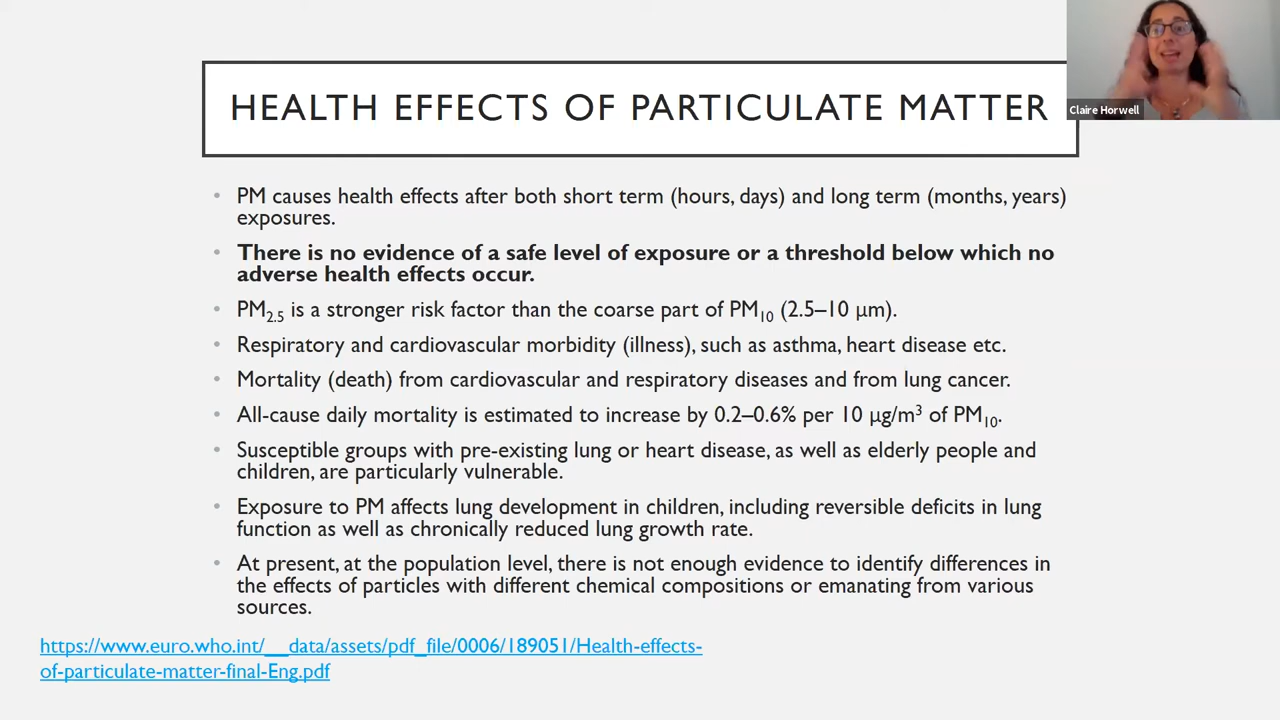 HEALTH EFFECTS OF PARTICULATE MATTER
Claire Horwell
• PM causes health effects after both short term (hours, days) and long term (months, years)
exposures.
• There is no evidence of a safe level of exposure or a threshold below which no
adverse health effects occur.
• PM2.5 is a stronger risk factor than the coarse part of PM10 (2.5–10 µm).
• Respiratory and cardiovascular morbidity (illness), such as asthma, heart disease etc.
• Mortality (death) from cardiovascular and respiratory diseases and from lung cancer.
• All-cause daily mortality is estimated to increase by 0.2–0.6% per 10 µg/m3 of PM10.
• Susceptible groups with pre-existing lung or heart disease, as well as elderly people and
children, are particularly vulnerable.
• Exposure to PM affects lung development in children, including reversible deficits in lung
function as well as chronically reduced lung growth rate.
• At present, at the population level, there is not enough evidence to identify differences in
the effects of particles with different chemical compositions or emanating from various
sources.
https://www.euro.who.int/__data/assets/pdf_file/0006/189051/Health-effects-
of-particulate-matter-final-Eng.pdf